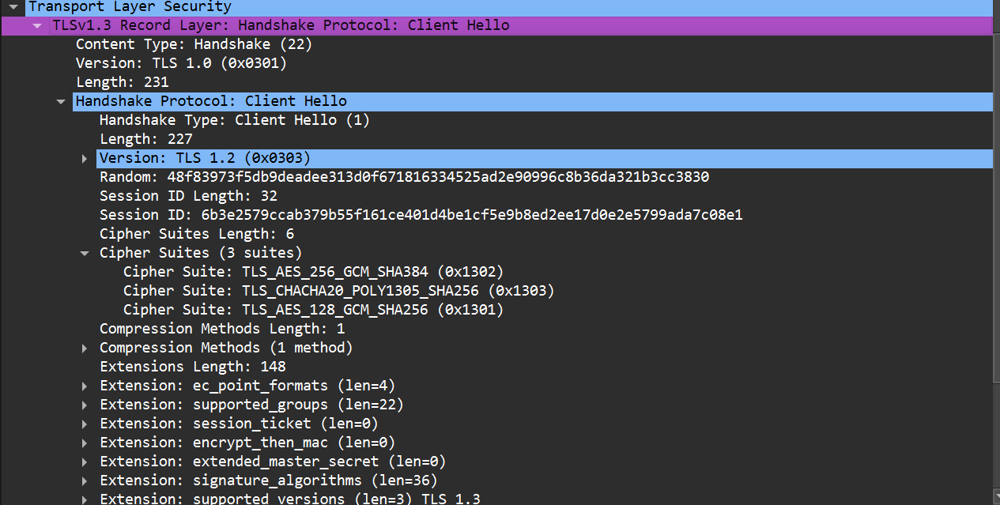 Transport Layer Security
TLSv1.3 Record Layer: Handshake Protocol: Client Hello
Content Type: Handshake (22)
Version: TLS 1.0 (0x0301)
Length: 231
Handshake Protocol: Client Hello
Handshake Type: Client Hello (1)
Length: 227
Version: TLS 1.2 (0x0303)
Random: 48f83973f5db9deadee313d0f671816334525ad2e90996c8b36da321b3cc3830
Session ID Length: 32
Session ID: 6b3e2579ccab379b55f161ce401d4be1cf5e9b8ed2ee17d0e2e5799ada7c08e1
Cipher Suites Length: 6
Cipher Suites (3 suites)
Cipher Suite: TLS_AES_256_GCM_SHA384 (0x1302)
Cipher Suite: TLS_CHACHA20_POLY1305_SHA256 (0x1303)
Cipher Suite: TLS_AES_128_GCM_SHA256 (0x1301)
Compression Methods Length: 1
Compression Methods (1 method)
Extensions Length: 148
Extension: ec_point_formats (len=4)
Extension: supported_groups (len=22)
Extension: session_ticket (len=0)
Extension: encrypt_then_mac (len=0)
Extension: extended_master_secret (len=0)
Extension: signature_algorithms (len=36)
Extension: supported_versions (len=3) TLS 1.3